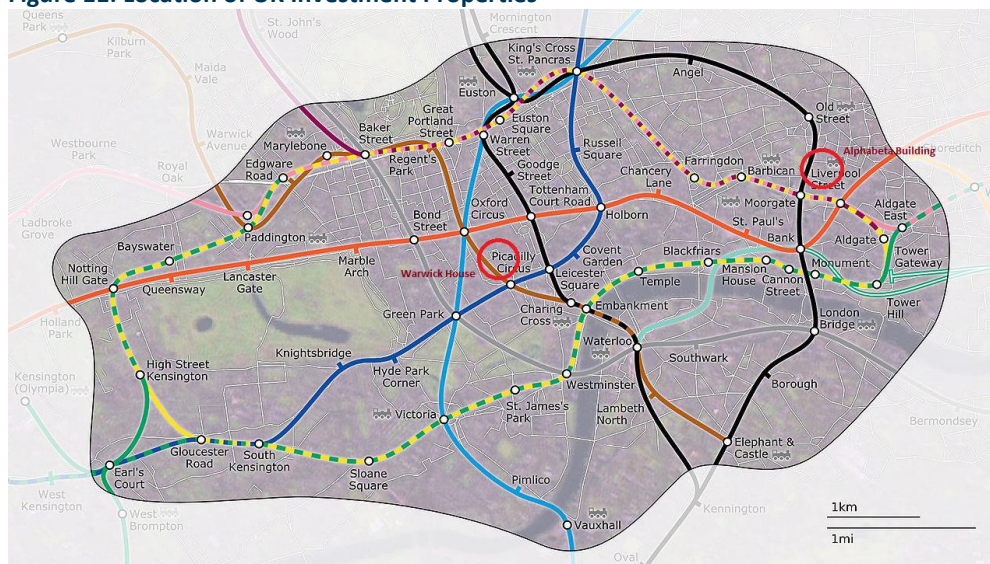 Figure 11: Location of UK Investment Properties
Queens
Park
Kilburn
Park
Maida
Vale
St. John's
Wood
Mornington
Crescent
King's Cross
St. Pancras
Angel
Old
Street
Euston
Great
Portland
Street
Euston
Square
Baker
Street
Marylebone
Warwick
Avenue
Westbourne
Park
Royal
Oak
Edgware
Road
Regent's
Park
Warren
Street
Goodge
Street
Russell
Square
Farringdon
Barbican
Alphabeta Building
Shoreditch
Liverpool
Street
Moorgate
Chancery
Lane
Tottenham
Court Road
Oxford
Circus
Bond
Street
Holborn
St. Paul's
Bank
Aldgate
East
Aldgate
Ladbroke
Grove
Bayswater
Paddington
Notting
Hill Gate
Queensway
Lancaster
Gate
Marble
Arch
Warwick House
Picadilly
Circus
Covent
Garden
Leicester
Square
Blackfriars
Mansion
House
Cannon
Street
Monument
Tower
Gateway
Temple
Tower
Hill
Holland
Park
Green Park
Charing
Cross
Embankment
London
Bridge
Waterloo
Southwark
Knightsbridge
Hyde Park
Corner
High Street
Kensington
Kensington
(Olympia)
Westminster
St. James's
Park
Borough
Lambeth
North
Bermondsey
Victoria
Elephant &
Castle
Gloucester
Road
South
Kensington
Sloane
Square
Earl's
Court
West
Kensington
West
Brompton
Pimlico
Vauxhall
Kennington
Oval
1km
1mi